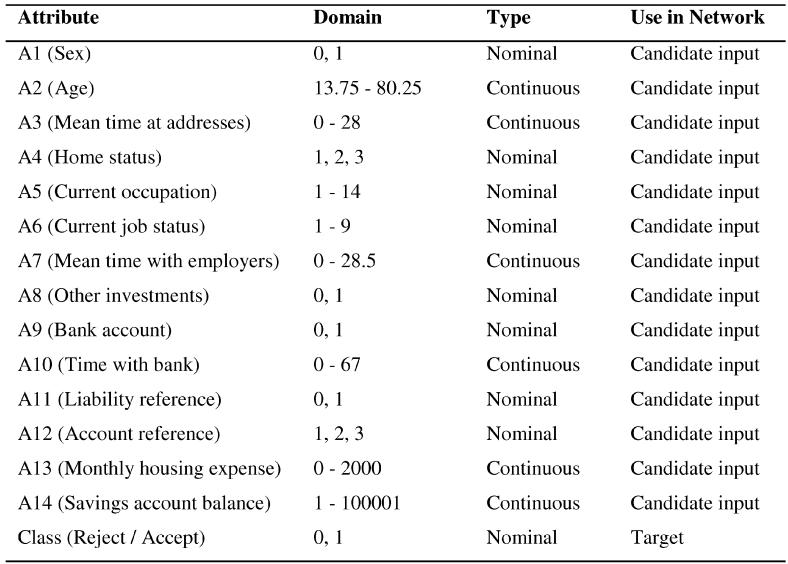 Attribute Domain Type Use in Network
A1 (Sex) 0, 1 Nominal Candidate input
A2 (Age) 13.75 - 80.25 Continuous Candidate input
A3 (Mean time at addresses) 0 - 28 Continuous Candidate input
A4 (Home status) 1, 2, 3 Nominal Candidate input
A5 (Current occupation) 1 - 14 Nominal Candidate input
A6 (Current job status) 1 - 9 Nominal Candidate input
A7 (Mean time with employers) 0 - 28.5 Continuous Candidate input
A8 (Other investments) 0, 1 Nominal Candidate input
A9 (Bank account) 0, 1 Nominal Candidate input
A10 (Time with bank) 0 - 67 Continuous Candidate input
A11 (Liability reference) 0, 1 Nominal Candidate input
A12 (Account reference) 1, 2, 3 Nominal Candidate input
A13 (Monthly housing expense) 0 - 2000 Continuous Candidate input
A14 (Savings account balance) 1 - 100001 Continuous Candidate input
Class (Reject / Accept) 0, 1 Nominal Target